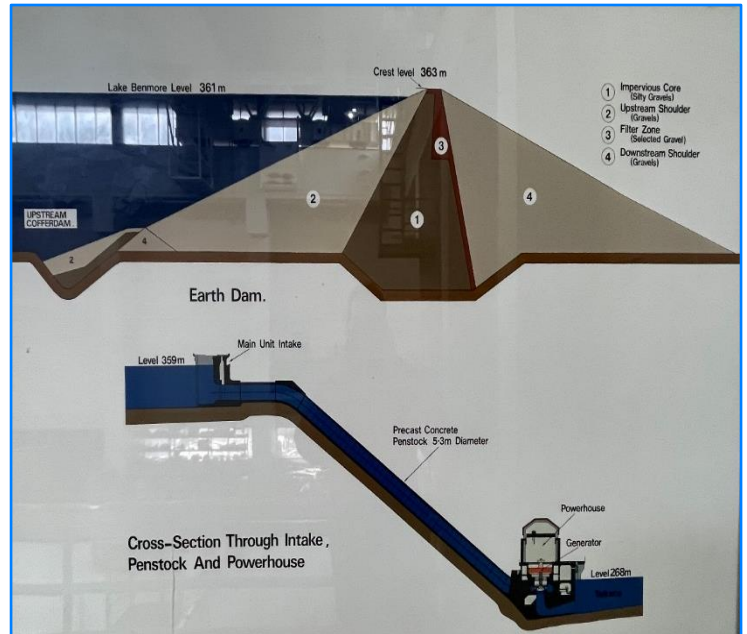 Crest level 363 m
Lake Benmore Level 361 m
1 Impervious Core
(Silty Gravels)
2 Upstream Shoulder
(Gravels)
3 Filter Zone
(Selected Gravel)
4 Downstream Shoulder
(Gravels)
3
2
1
4
UPSTREAM
COFFERDAM
4
2
Earth Dam.
Main Unit Intake
Level 359m
Precast Concrete
Penstock 5·3m Diameter
Powerhouse
Generator
Level 268m
Cross-Section Through Intake,
Penstock And Powerhouse